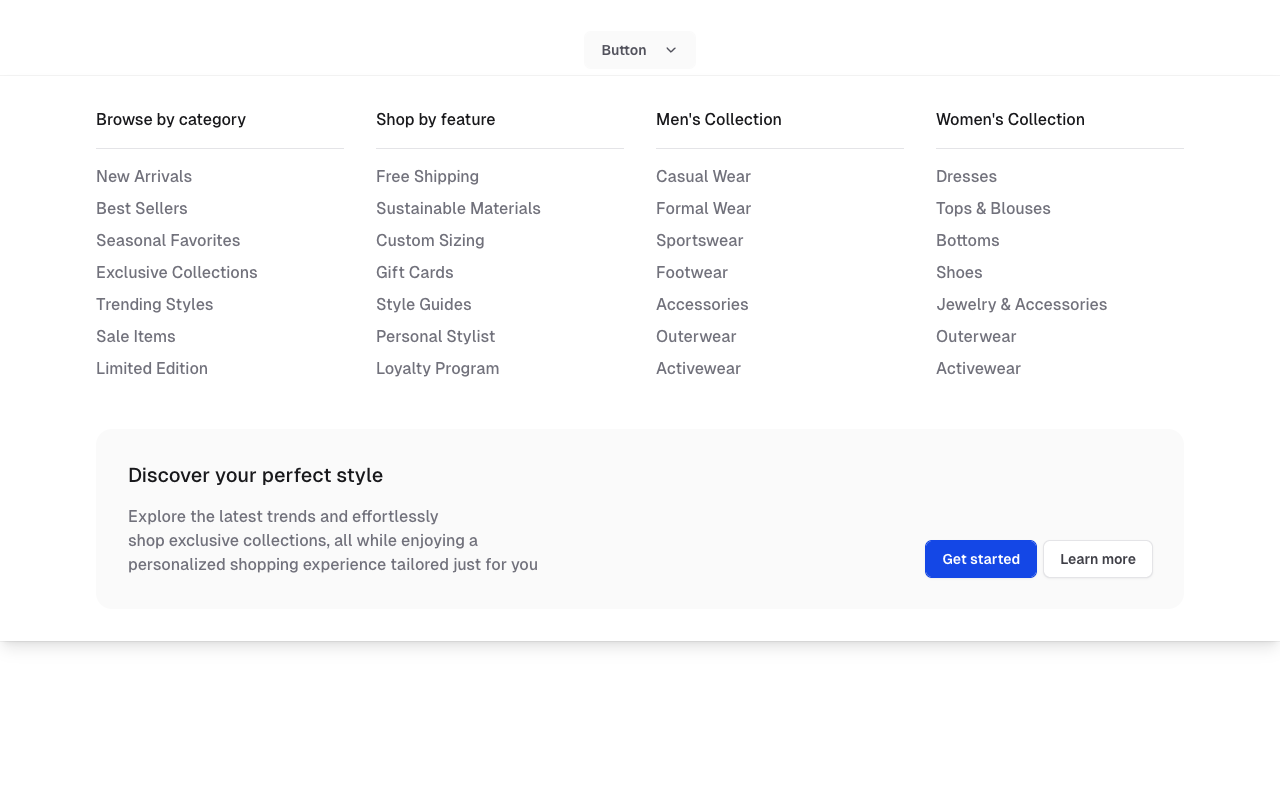 Button
Browse by category
New Arrivals
Best Sellers
Seasonal Favorites
Exclusive Collections
Trending Styles
Sale Items
Limited Edition
Shop by feature
Free Shipping
Sustainable Materials
Custom Sizing
Gift Cards
Style Guides
Personal Stylist
Loyalty Program
Men's Collection
Casual Wear
Formal Wear
Sportswear
Footwear
Accessories
Outerwear
Activewear
Women's Collection
Dresses
Tops & Blouses
Bottoms
Shoes
Jewelry & Accessories
Outerwear
Activewear
Discover your perfect style
Explore the latest trends and effortlessly
shop exclusive collections, all while enjoying a
personalized shopping experience tailored just for you
Get started
Learn more